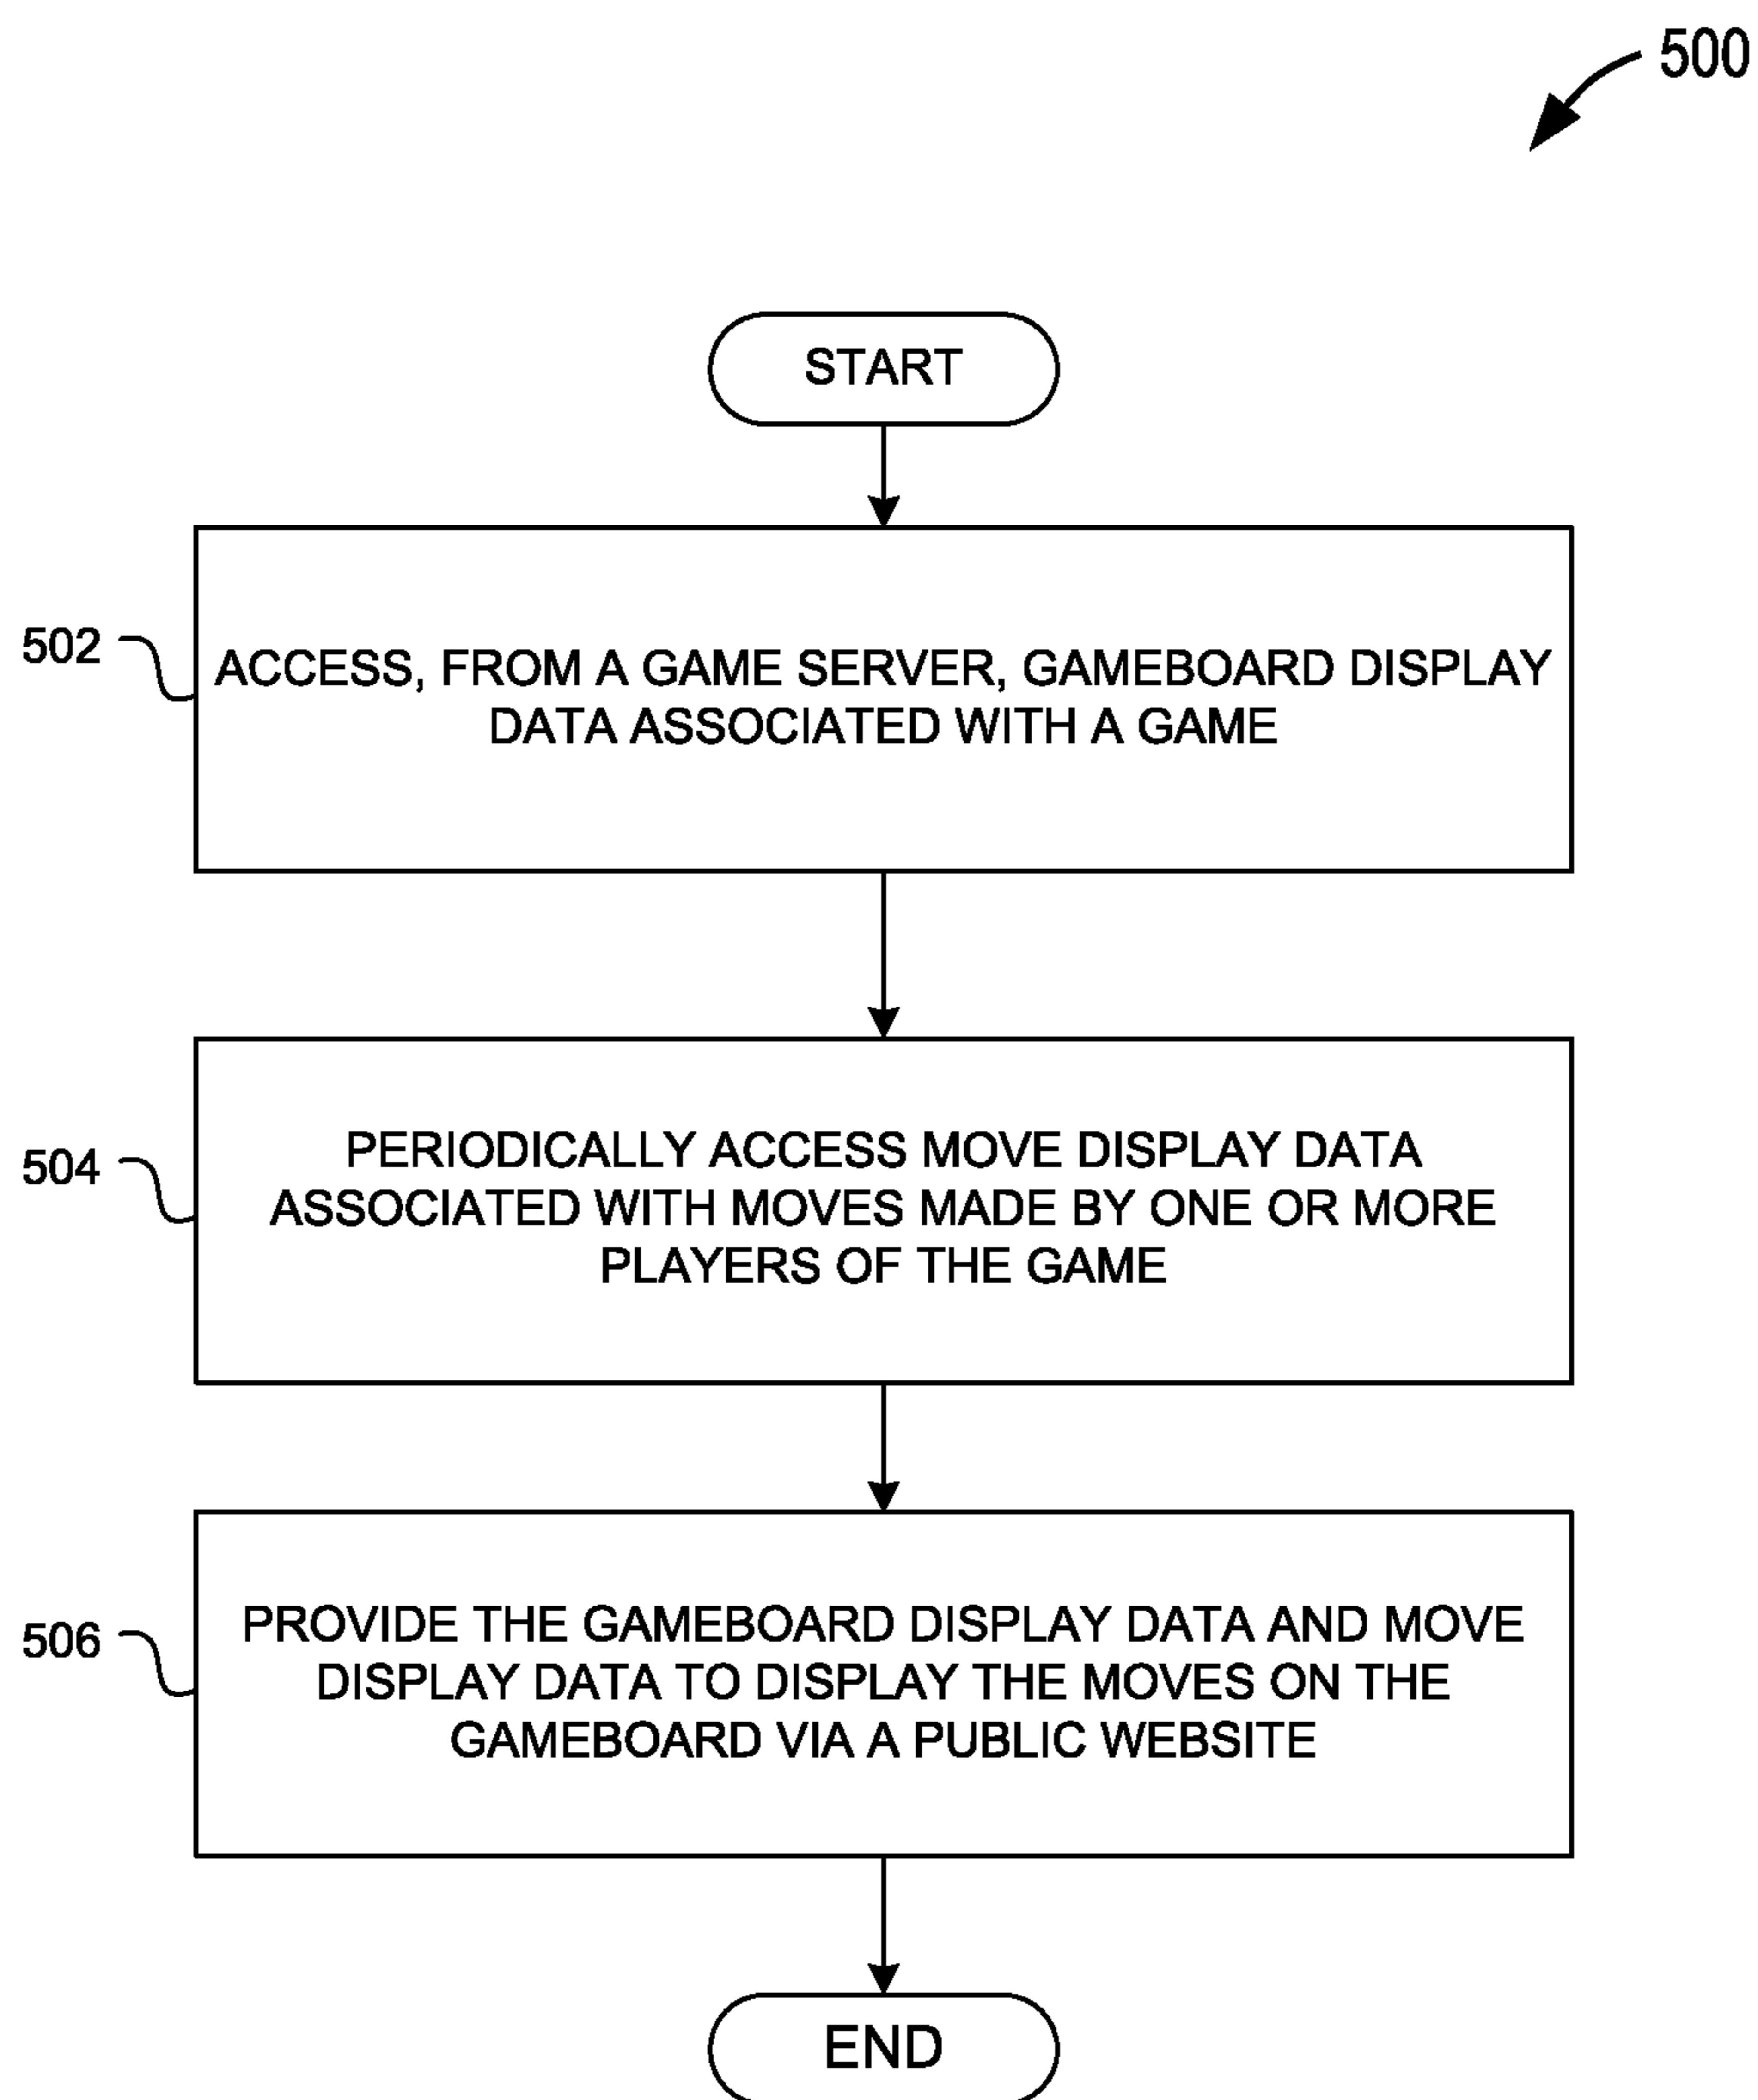 500
START
502
ACCESS, FROM A GAME SERVER, GAMEBOARD DISPLAY
DATA ASSOCIATED WITH A GAME
504
PERIODICALLY ACCESS MOVE DISPLAY DATA
ASSOCIATED WITH MOVES MADE BY ONE OR MORE
PLAYERS OF THE GAME
506
PROVIDE THE GAMEBOARD DISPLAY DATA AND MOVE
DISPLAY DATA TO DISPLAY THE MOVES ON THE
GAMEBOARD VIA A PUBLIC WEBSITE
END